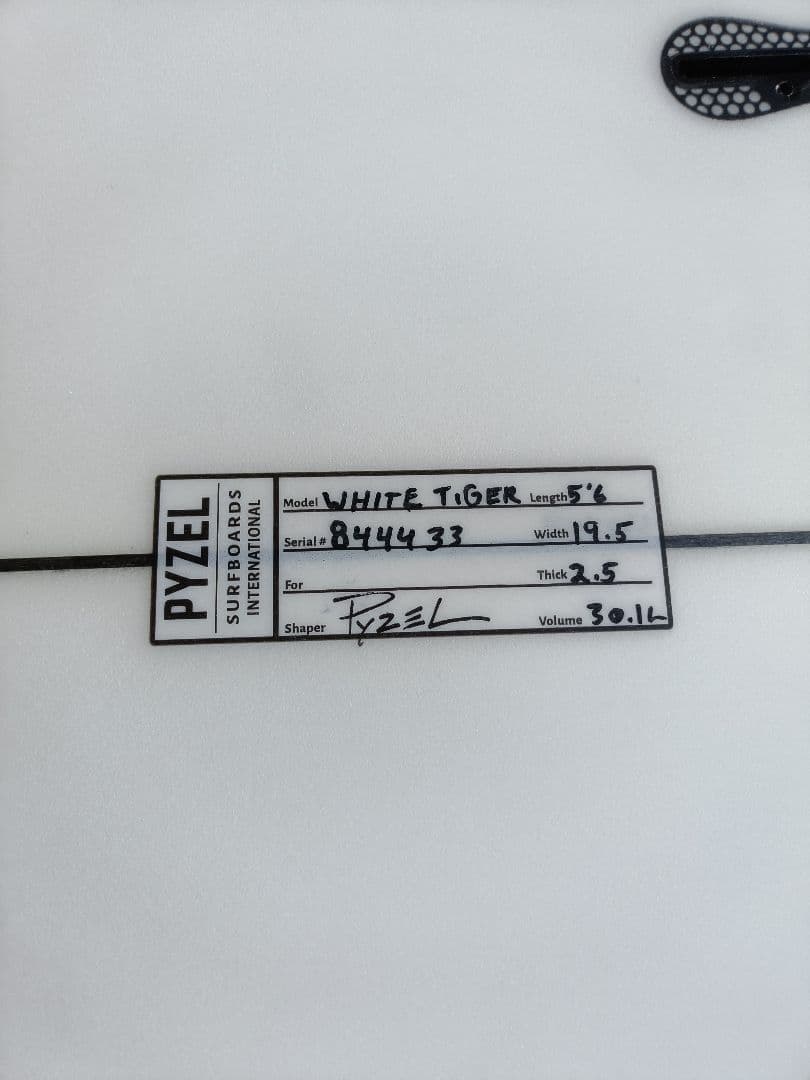 PYZEL
SURFBOARDS
INTERNATIONAL
Model WHITE TIGER Length 5'6
Serial # 844433 Width 19.5
For Thick 2.5
Shaper PYZEL Volume 30.1L